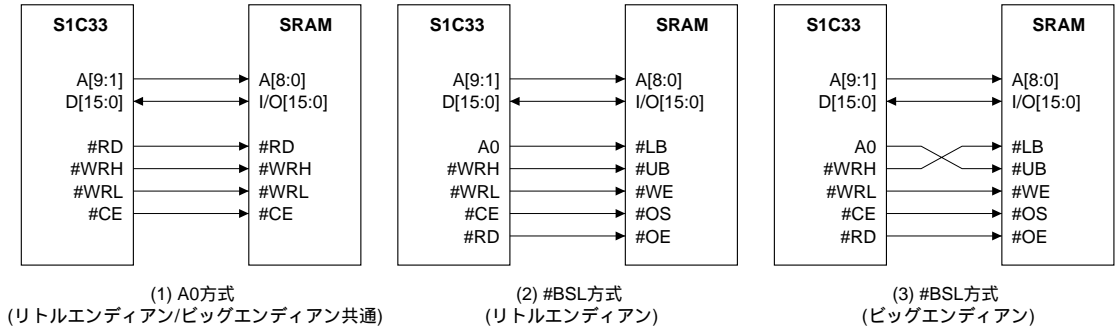 S1C33 SRAM
A[9:1] A[8:0]
D[15:0] I/O[15:0]
#RD #RD
#WRH #WRH
#WRL #WRL
#CE #CE
(1) A0方式
(リトルエンディアン/ビッグエンディアン共通)
S1C33 SRAM
A[9:1] A[8:0]
D[15:0] I/O[15:0]
A0 #LB
#WRH #UB
#WRL #WE
#CE #OS
#RD #OE
(2) #BSL方式
(リトルエンディアン)
S1C33 SRAM
A[9:1] A[8:0]
D[15:0] I/O[15:0]
A0 #LB
#WRH #UB
#WRL #WE
#CE #OS
#RD #OE
(3) #BSL方式
(ビッグエンディアン)